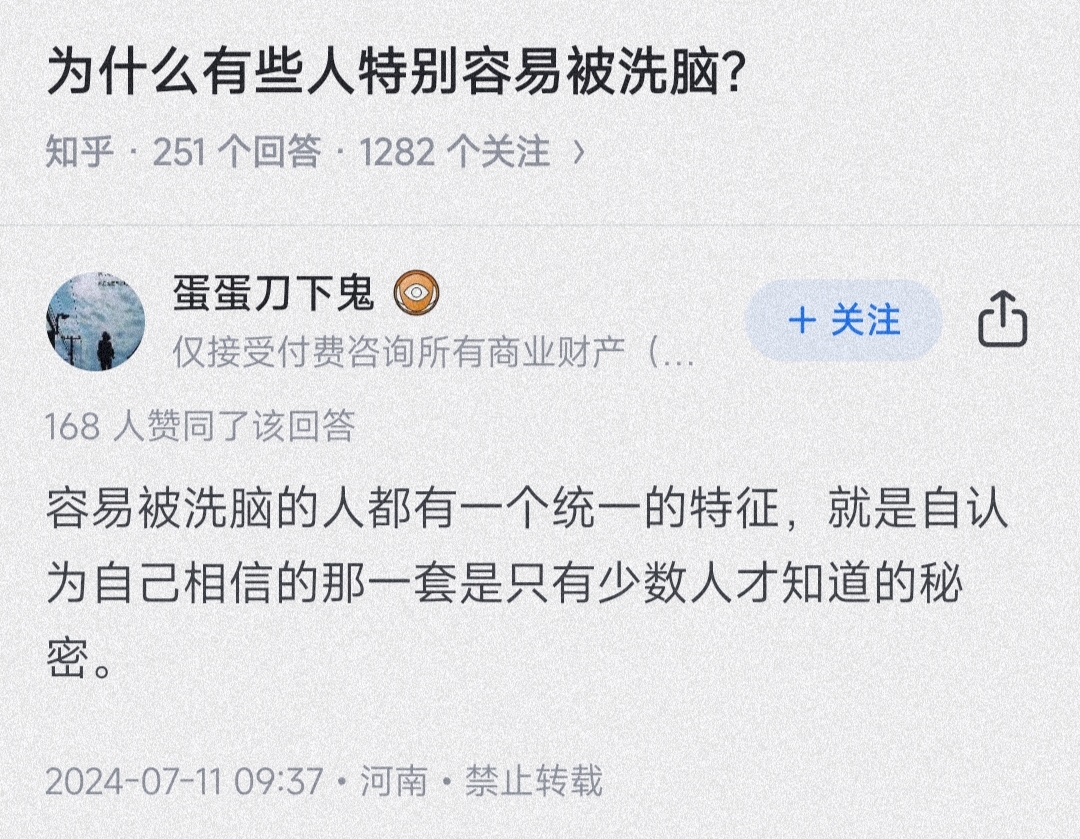 为什么有些人特别容易被洗脑？
知乎 · 251 个回答 · 1282 个关注 >
蛋蛋刀下鬼
仅接受付费咨询所有商业财产（...
+ 关注
168 人赞同了该回答
容易被洗脑的人都有一个统一的特征，就是自认
为自己相信的那一套是只有少数人才知道的秘
密。
2024-07-11 09:37 · 河南 · 禁止转载